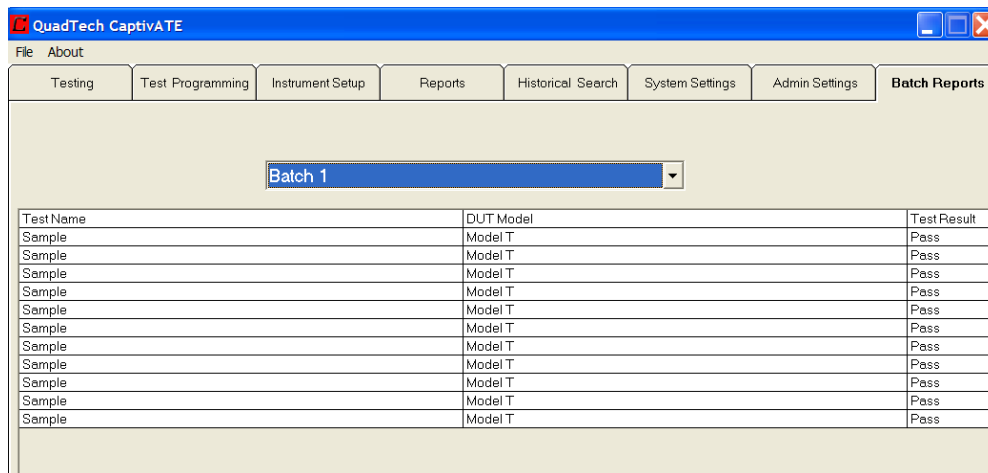 QuadTech CaptivATE
File About
Testing Test Programming Instrument Setup Reports Historical Search System Settings Admin Settings Batch Reports
Batch 1
Test Name DUT Model Test Result
Sample Model T Pass
Sample Model T Pass
Sample Model T Pass
Sample Model T Pass
Sample Model T Pass
Sample Model T Pass
Sample Model T Pass
Sample Model T Pass
Sample Model T Pass
Sample Model T Pass
Sample Model T Pass